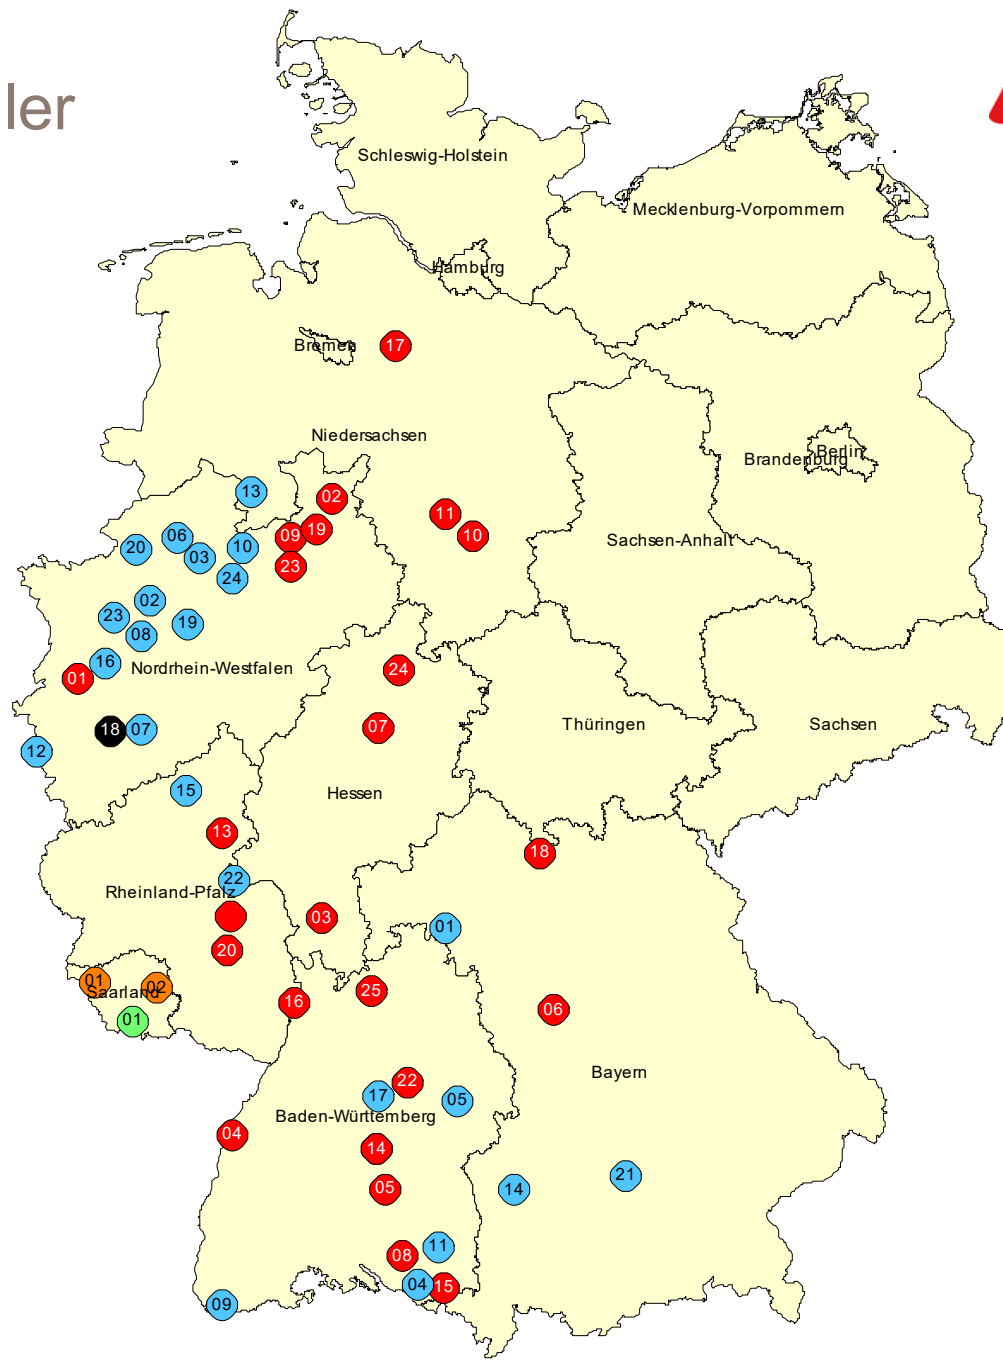 ler
Schleswig-Holstein
Mecklenburg-Vorpommern
Hamburg
Bremen
17
Niedersachsen
Brandenburg
Berlin
13
02
11
10
09
19
23
06
20
03
10
24
Sachsen-Anhalt
02
23
19
08
16
Nordrhein-Westfalen
01
24
18
07
07
12
Thüringen
Sachsen
15
Hessen
13
18
22
Rheinland-Pfalz
03
01
20
01
02
Saarland
01
16
25
06
Bayern
22
17
05
Baden-Württemberg
04
14
05
14
21
11
08
04
15
09